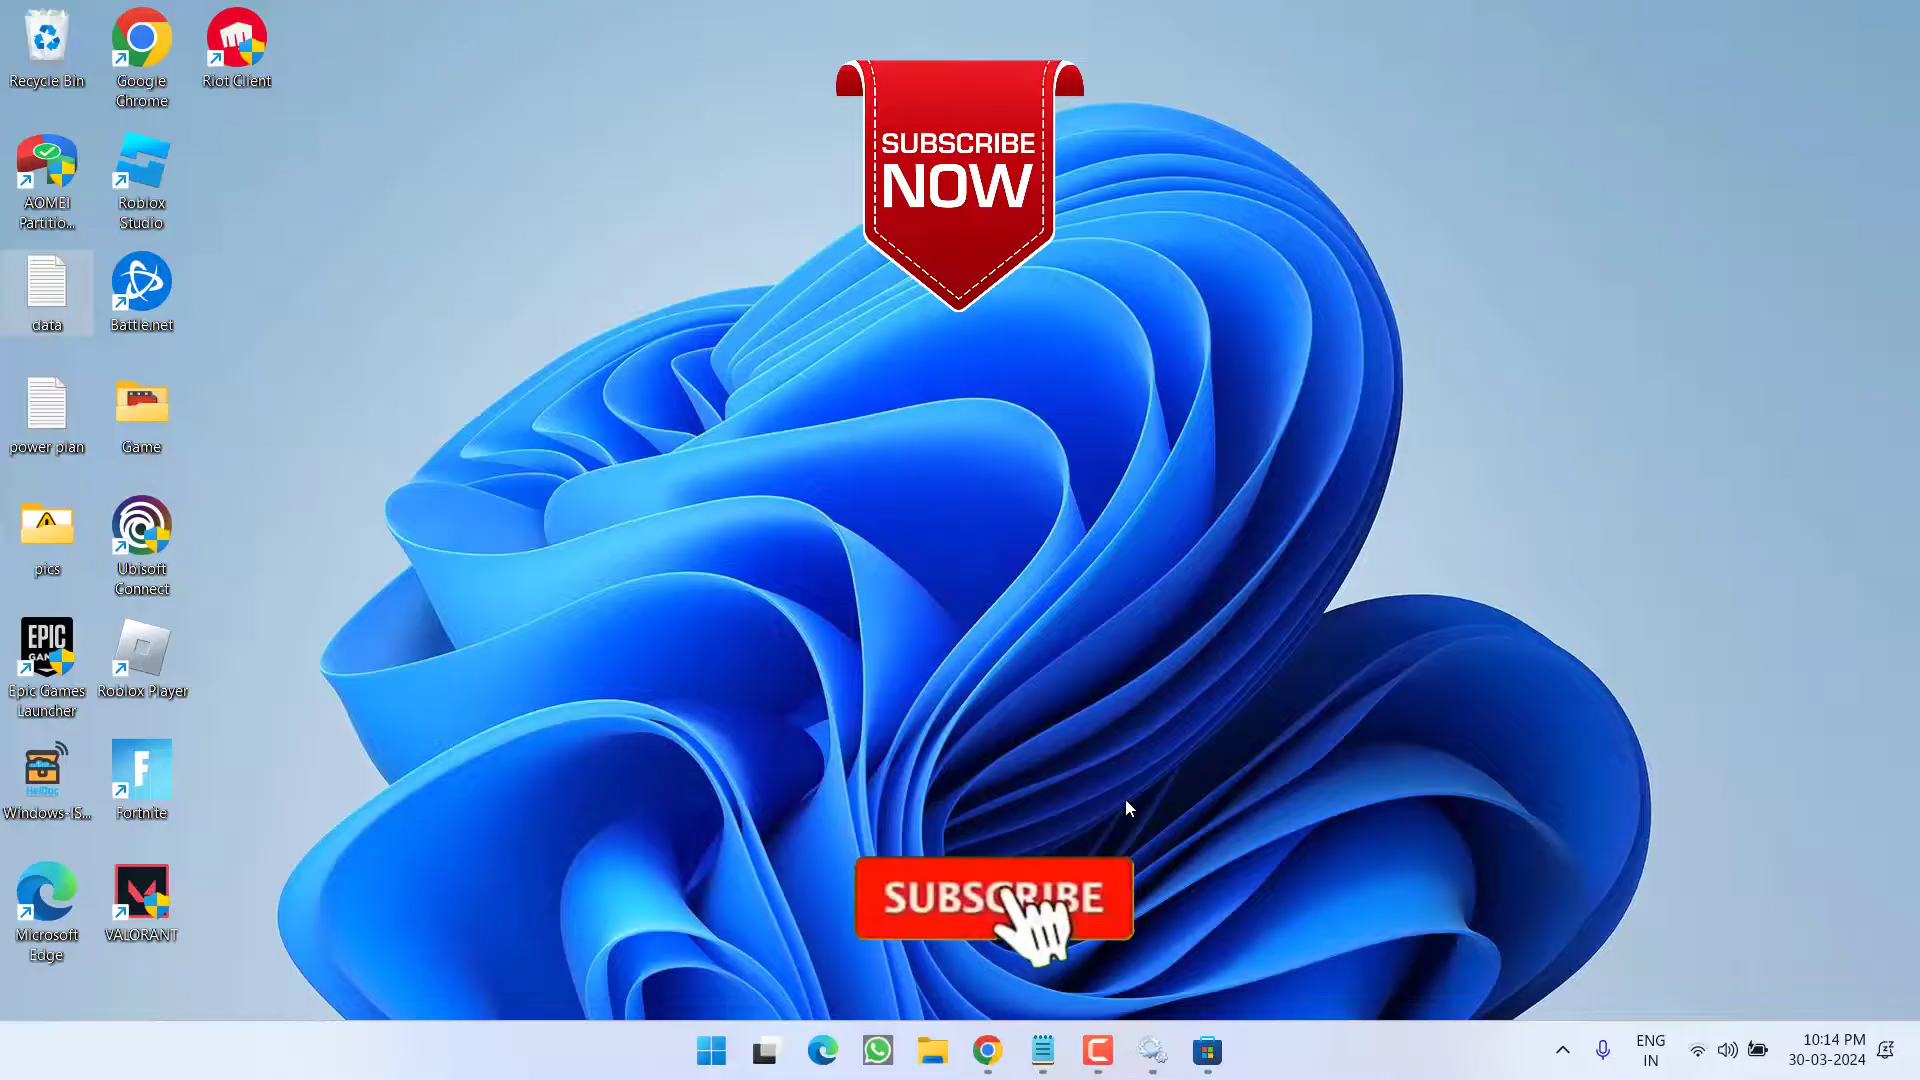 Recycle Bin
Google
Chrome
Riot Client
SUBSCRIBE
NOW
AOMEI
Partitio...
Roblox
Studio
data
Battle.net
power plan
Game
pics
Ubisoft
Connect
EPIC
Epic Games
Launcher
Roblox Player
HeiDoc
Windows-IS...
Fortnite
Microsoft
Edge
VALORANT
SUBSCRIBE
ENG
IN
10:14 PM
30-03-2024